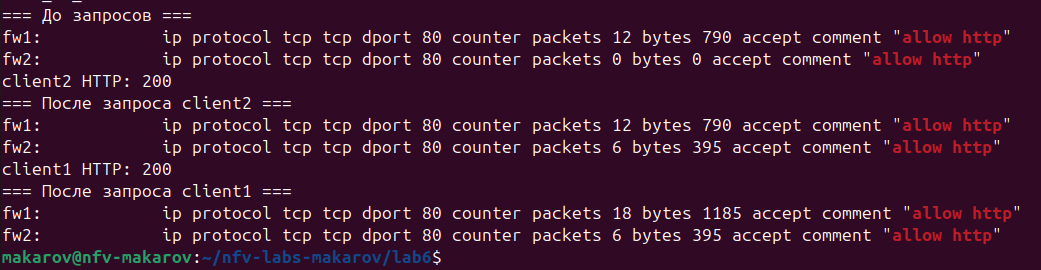 === До запросов ===
fw1: ip protocol tcp tcp dport 80 counter packets 12 bytes 790 accept comment "allow http"
fw2: ip protocol tcp tcp dport 80 counter packets 0 bytes 0 accept comment "allow http"
client2 HTTP: 200
=== После запроса client2 ===
fw1: ip protocol tcp tcp dport 80 counter packets 12 bytes 790 accept comment "allow http"
fw2: ip protocol tcp tcp dport 80 counter packets 6 bytes 395 accept comment "allow http"
client1 HTTP: 200
=== После запроса client1 ===
fw1: ip protocol tcp tcp dport 80 counter packets 18 bytes 1185 accept comment "allow http"
fw2: ip protocol tcp tcp dport 80 counter packets 6 bytes 395 accept comment "allow http"
makarov@nfv-makarov:~/nfv-labs-makarov/lab6$